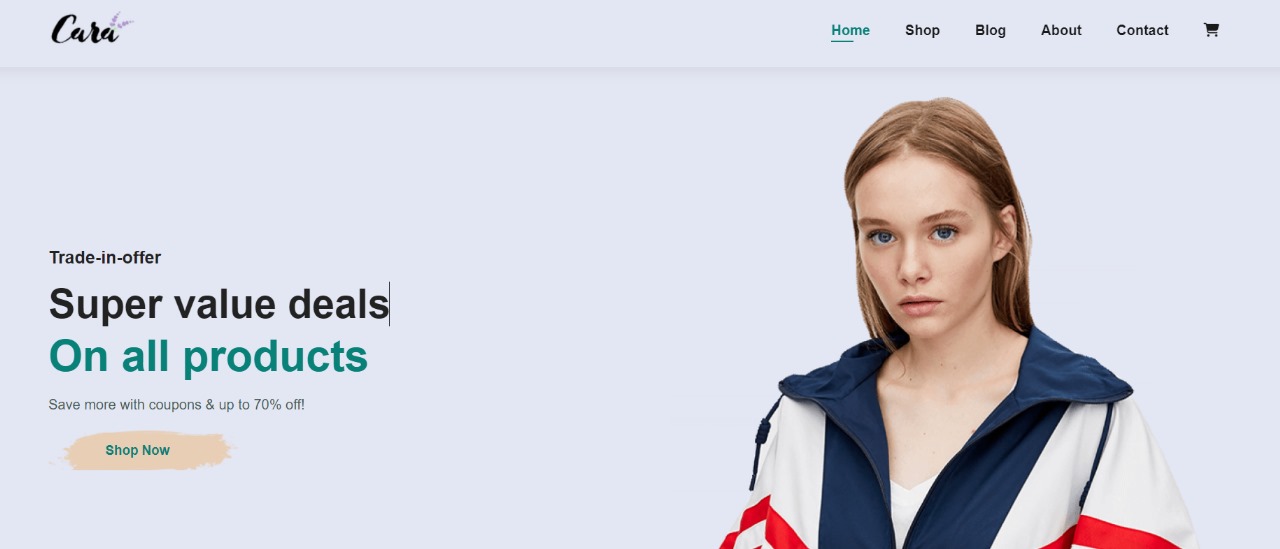 Cara
Home Shop Blog About Contact
Trade-in-offer
Super value deals
On all products
Save more with coupons & up to 70% off!
Shop Now